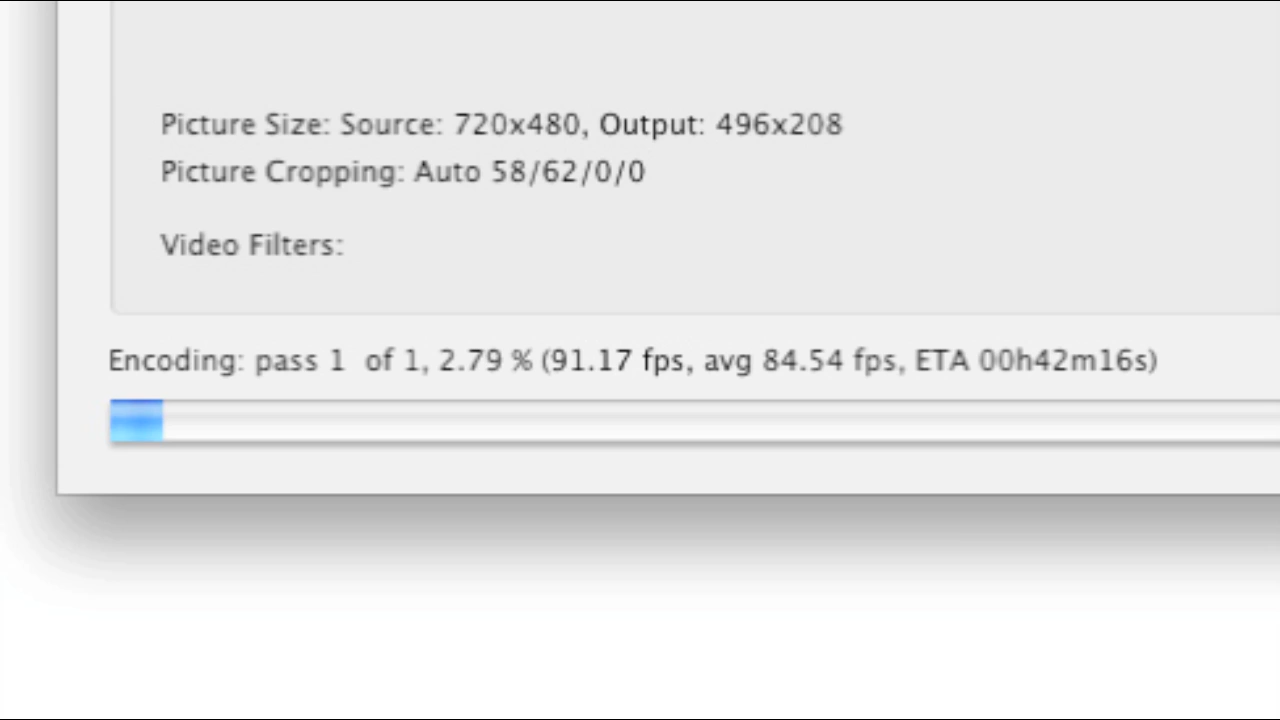 Picture Size: Source: 720x480, Output: 496x208
Picture Cropping: Auto 58/62/0/0
Video Filters:
Encoding: pass 1  of 1, 2.79 % (91.17 fps, avg 84.54 fps, ETA 00h42m16s)